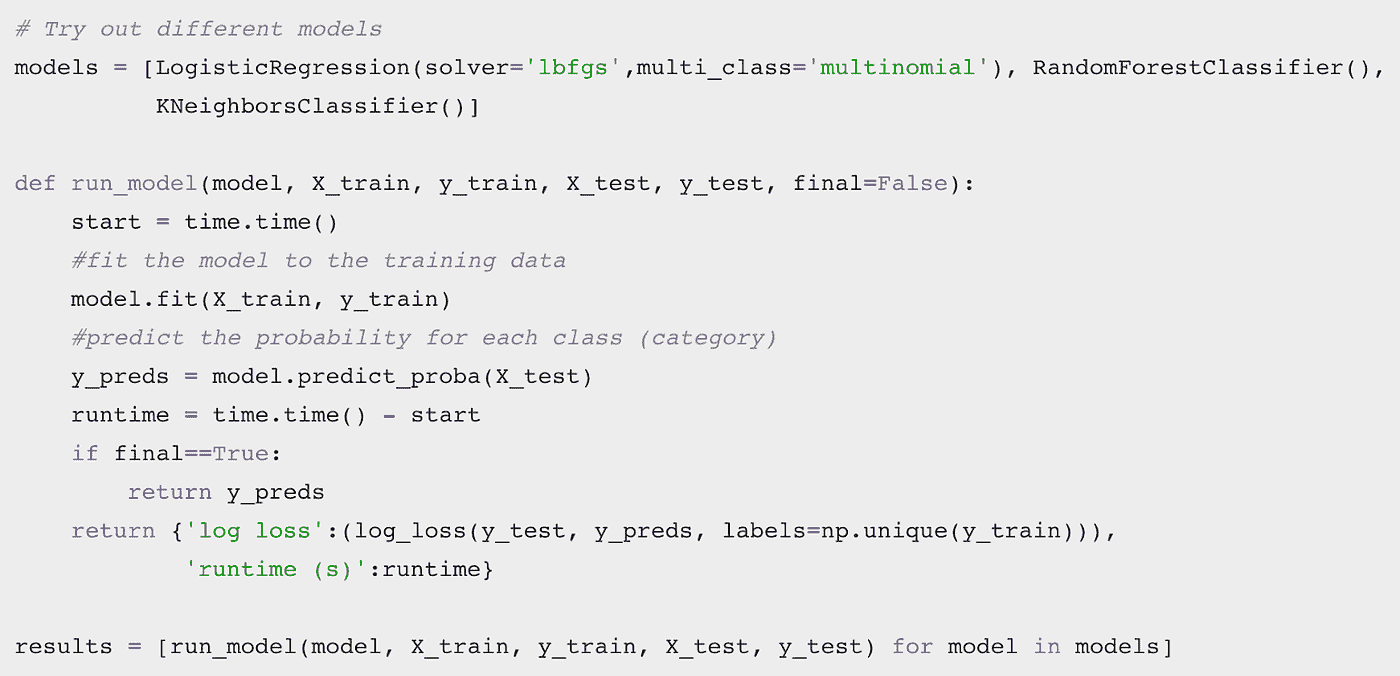 # Try out different models
models = [LogisticRegression(solver='lbfgs',multi_class='multinomial'), RandomForestClassifier(),
          KNeighborsClassifier()]

def run_model(model, X_train, y_train, X_test, y_test, final=False):
    start = time.time()
    #fit the model to the training data
    model.fit(X_train, y_train)
    #predict the probability for each class (category)
    y_preds = model.predict_proba(X_test)
    runtime = time.time() - start
    if final==True:
        return y_preds
    return {'log loss':(log_loss(y_test, y_preds, labels=np.unique(y_train))),
            'runtime (s)':runtime}

results = [run_model(model, X_train, y_train, X_test, y_test) for model in models]